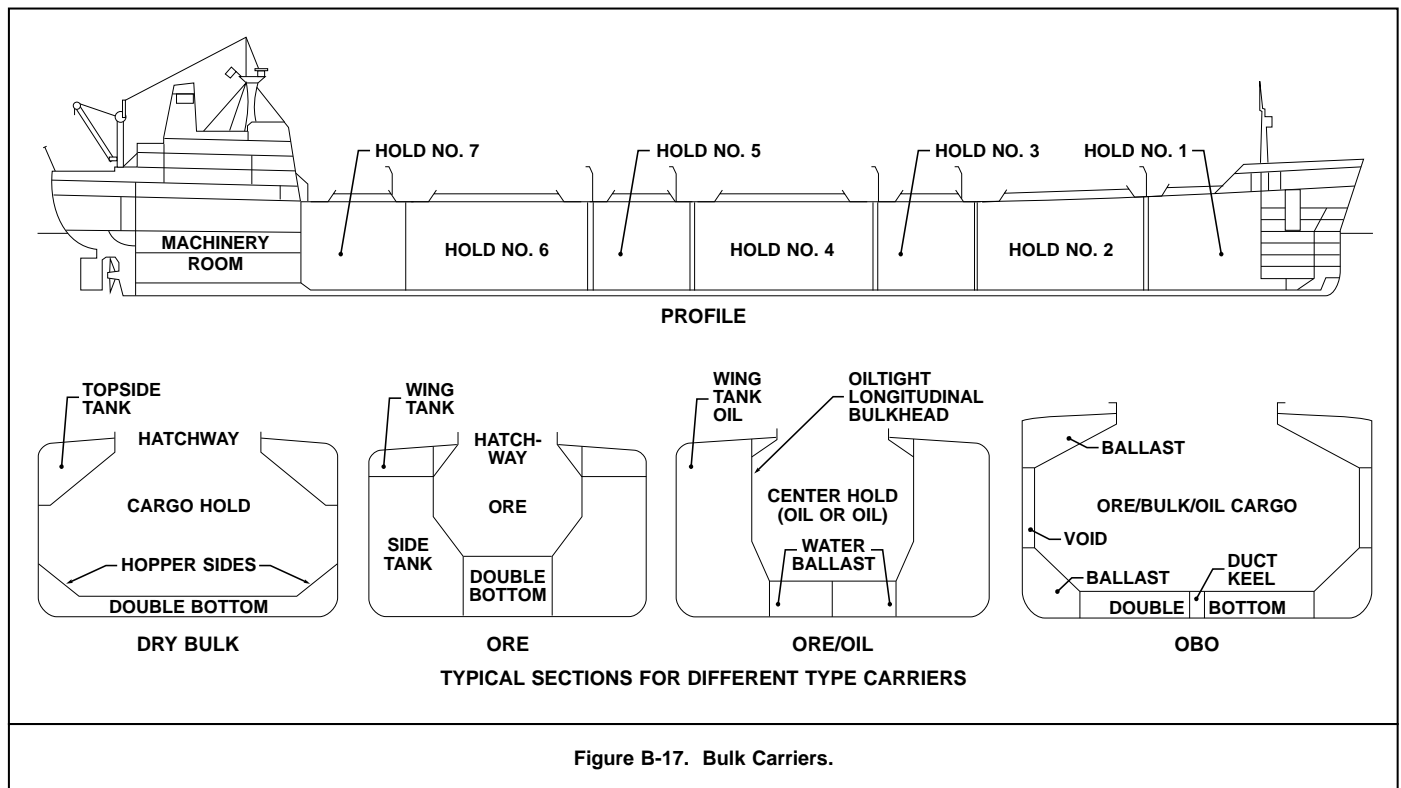 HOLD NO. 7
HOLD NO. 5
HOLD NO. 3
HOLD NO. 1
MACHINERY
ROOM
HOLD NO. 6
HOLD NO. 4
HOLD NO. 2
PROFILE
TOPSIDE
TANK
HATCHWAY
CARGO HOLD
HOPPER SIDES
DOUBLE BOTTOM
DRY BULK
WING
TANK
HATCH-
WAY
ORE
SIDE
TANK
DOUBLE
BOTTOM
ORE
WING
TANK
OIL
OILTIGHT
LONGITUDINAL
BULKHEAD
CENTER HOLD
(OIL OR OIL)
WATER
BALLAST
ORE/OIL
BALLAST
ORE/BULK/OIL CARGO
VOID
BALLAST
DUCT
KEEL
DOUBLE
BOTTOM
OBO
TYPICAL SECTIONS FOR DIFFERENT TYPE CARRIERS
Figure B-17. Bulk Carriers.